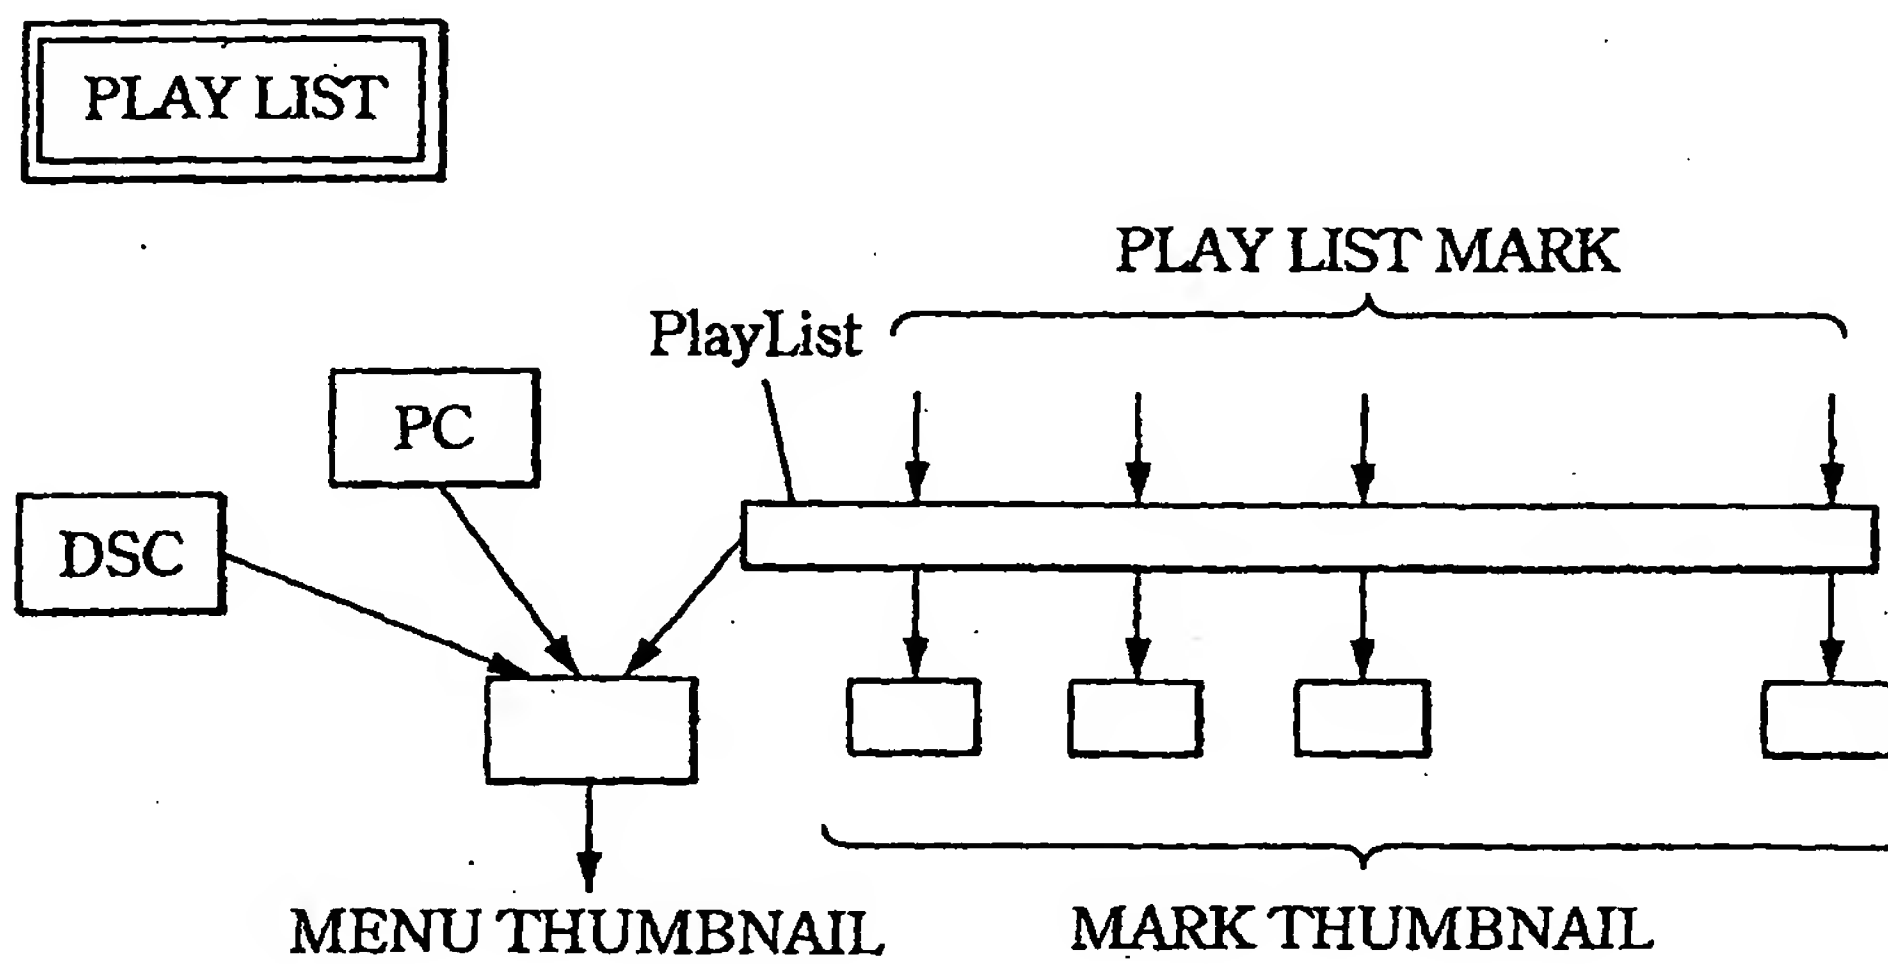 PLAY LIST
PLAY LIST MARK
PlayList
PC
DSC
MENU THUMBNAIL
MARK THUMBNAIL